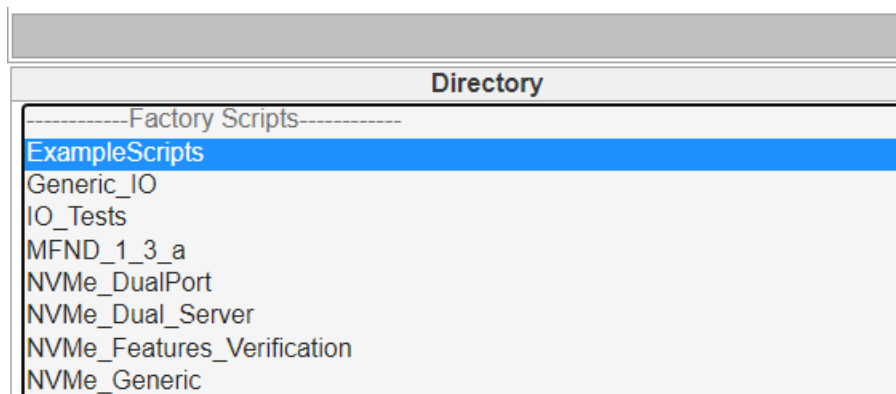 Directory
------------Factory Scripts------------
ExampleScripts
Generic_IO
IO_Tests
MFND_1_3_a
NVMe_DualPort
NVMe_Dual_Server
NVMe_Features_Verification
NVMe_Generic